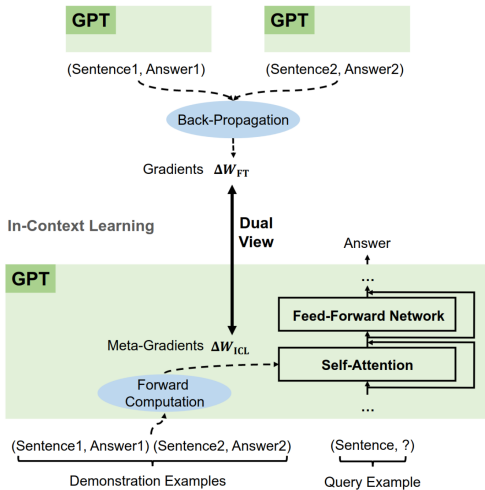 GPT
GPT
(Sentence1, Answer1)
(Sentence2, Answer2)
Back-Propagation
Gradients ΔW_FT
In-Context Learning
Dual
View
Answer
...
GPT
Feed-Forward Network
Meta-Gradients ΔW_ICL
Self-Attention
Forward
Computation
...
(Sentence1, Answer1) (Sentence2, Answer2)
(Sentence, ?)
Demonstration Examples
Query Example